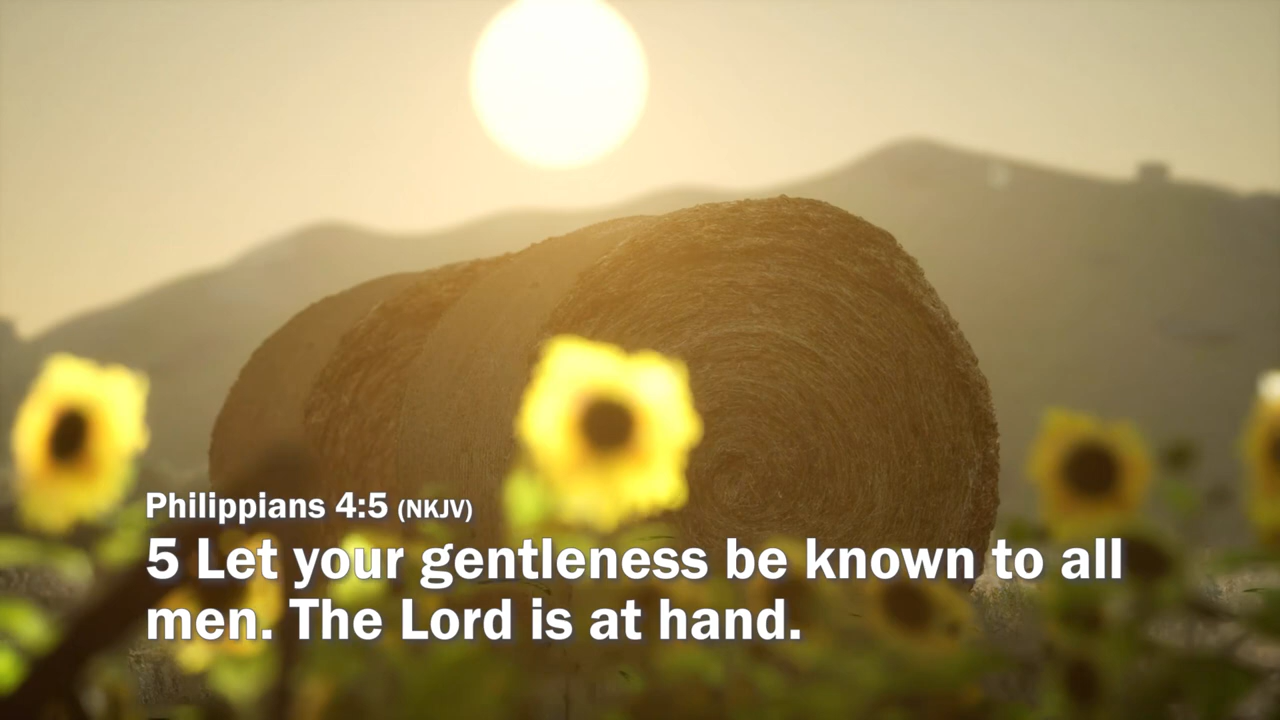 Philippians 4:5 (NKJV)
5 Let your gentleness be known to all
men. The Lord is at hand.